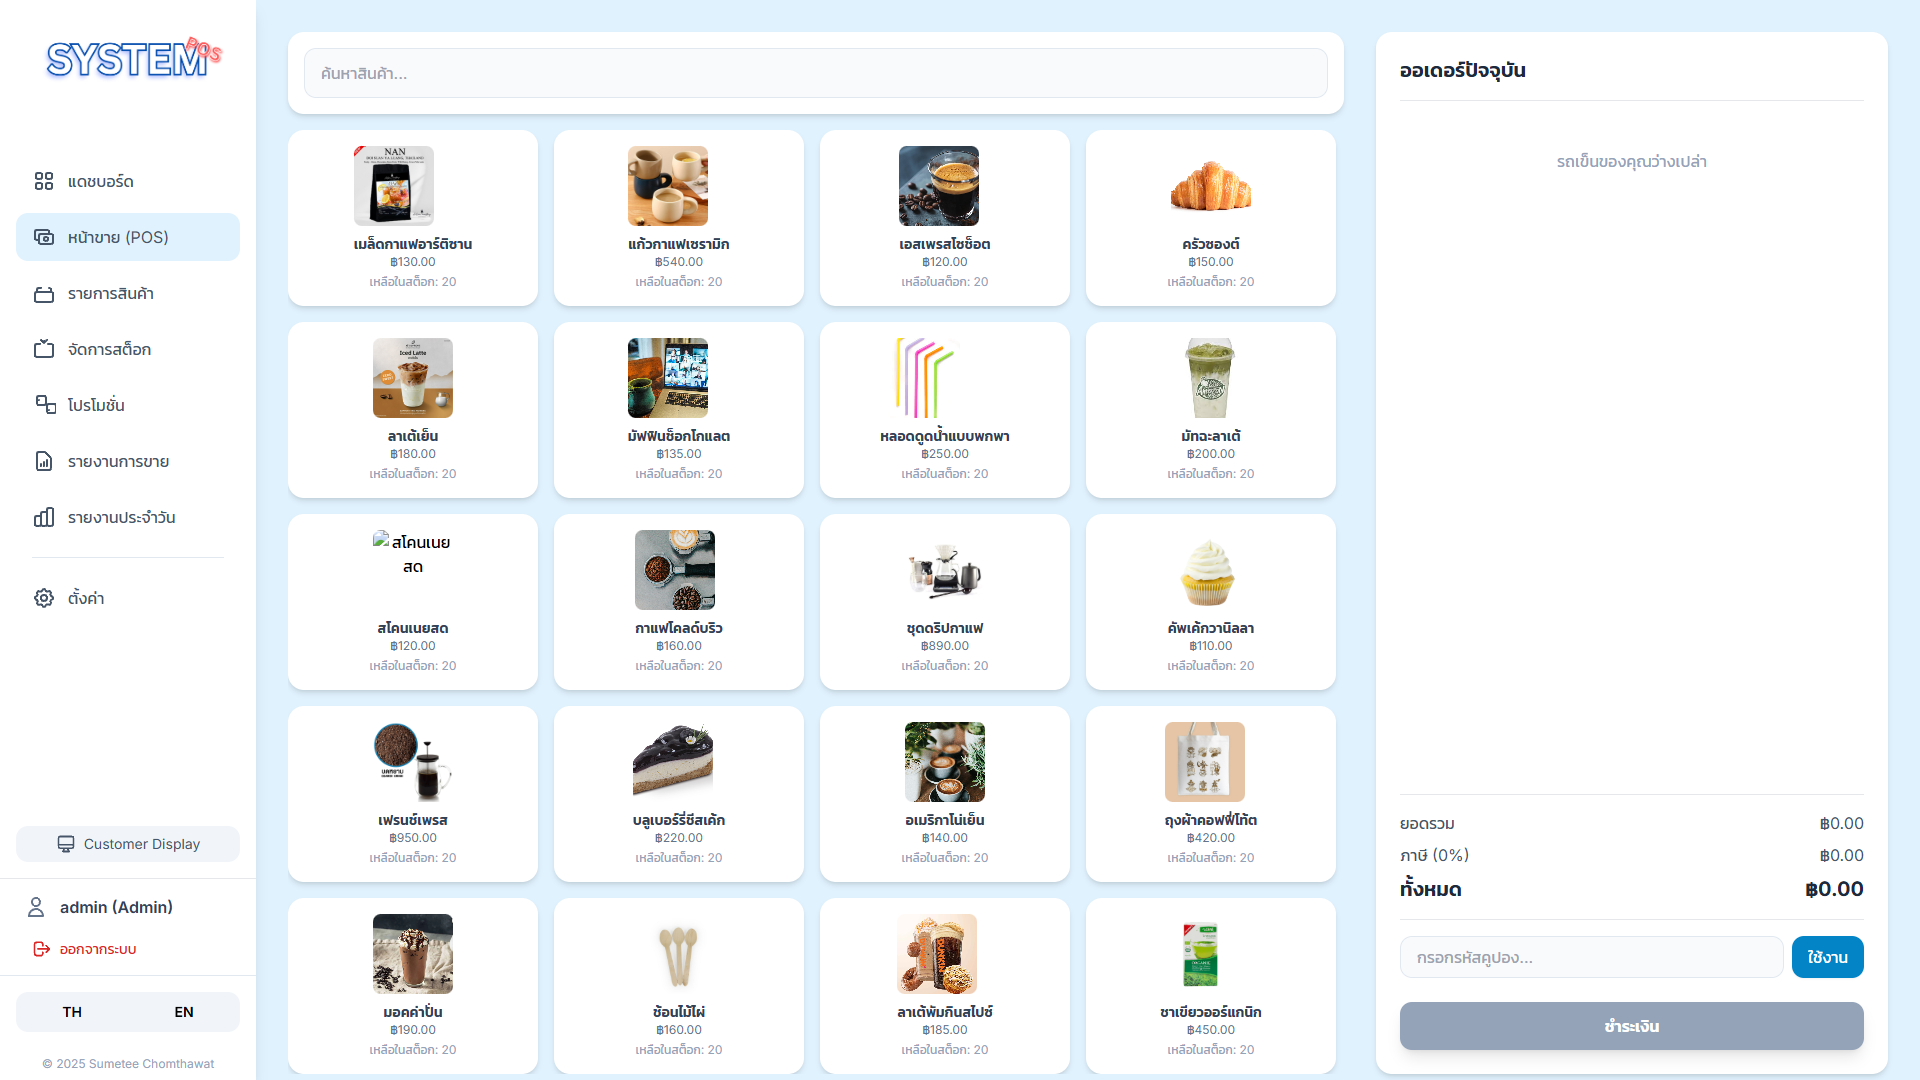 SYSTEM POS
แดชบอร์ด
หน้าขาย (POS)
รายการสินค้า
จัดการสต็อก
โปรโมชั่น
รายงานการขาย
รายงานประจำวัน
ตั้งค่า
Customer Display
admin (Admin)
ออกจากระบบ
TH EN
© 2025 Sumetee Chomthawat
ค้นหาสินค้า...
NAN
เมล็ดกาแฟอาร์ติซาน
฿130.00
เหลือในสต็อก: 20
แก้วกาแฟเซรามิก
฿540.00
เหลือในสต็อก: 20
เอสเพรสโซช็อต
฿120.00
เหลือในสต็อก: 20
ครัวซองต์
฿150.00
เหลือในสต็อก: 20
Iced Latte
ลาเต้เย็น
฿180.00
เหลือในสต็อก: 20
มัฟฟินช็อกโกแลต
฿135.00
เหลือในสต็อก: 20
หลอดดูดน้ำแบบพกพา
฿250.00
เหลือในสต็อก: 20
มัทฉะลาเต้
฿200.00
เหลือในสต็อก: 20
สโคนเนย
สด
สโคนเนยสด
฿120.00
เหลือในสต็อก: 20
กาแฟโคลด์บริว
฿160.00
เหลือในสต็อก: 20
ชุดดริปกาแฟ
฿890.00
เหลือในสต็อก: 20
คัพเค้กวานิลลา
฿110.00
เหลือในสต็อก: 20
บดหยาบ
เฟรนช์เพรส
฿950.00
เหลือในสต็อก: 20
บลูเบอร์รี่ชีสเค้ก
฿220.00
เหลือในสต็อก: 20
อเมริกาโน่เย็น
฿140.00
เหลือในสต็อก: 20
ถุงผ้าคอฟฟี่โท้ต
฿420.00
เหลือในสต็อก: 20
มอคค่าปั่น
฿190.00
เหลือในสต็อก: 20
ช้อนไม้ไผ่
฿160.00
เหลือในสต็อก: 20
ลาเต้พัมกินสไปซ์
฿185.00
เหลือในสต็อก: 20
ชาเขียวออร์แกนิก
฿450.00
เหลือในสต็อก: 20
ออเดอร์ปัจจุบัน
รถเข็นของคุณว่างเปล่า
ยอดรวม ฿0.00
ภาษี (0%) ฿0.00
ทั้งหมด ฿0.00
กรอกรหัสคูปอง... ใช้งาน
ชำระเงิน